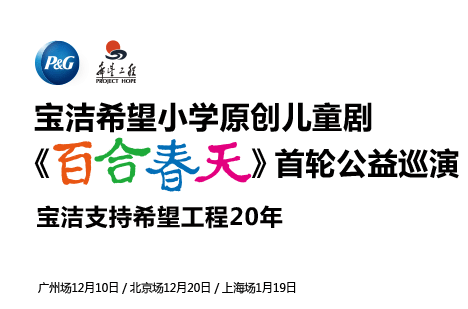 P&G
希望工程
PROJECT HOPE
宝洁希望小学原创儿童剧
《百合春天》首轮公益巡演
宝洁支持希望工程20年
广州场12月10日 / 北京场12月20日 / 上海场1月19日